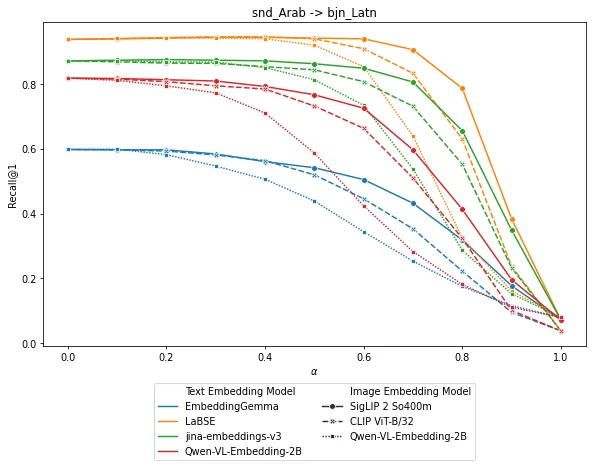 snd_Arab -> bjn_Latn
Recall@1
0.8
0.6
0.4
0.2
0.0
0.0 0.2 0.4 0.6 0.8 1.0
α
Text Embedding Model
EmbeddingGemma
LaBSE
jina-embeddings-v3
Qwen-VL-Embedding-2B
Image Embedding Model
SigLIP 2 So400m
CLIP ViT-B/32
Qwen-VL-Embedding-2B